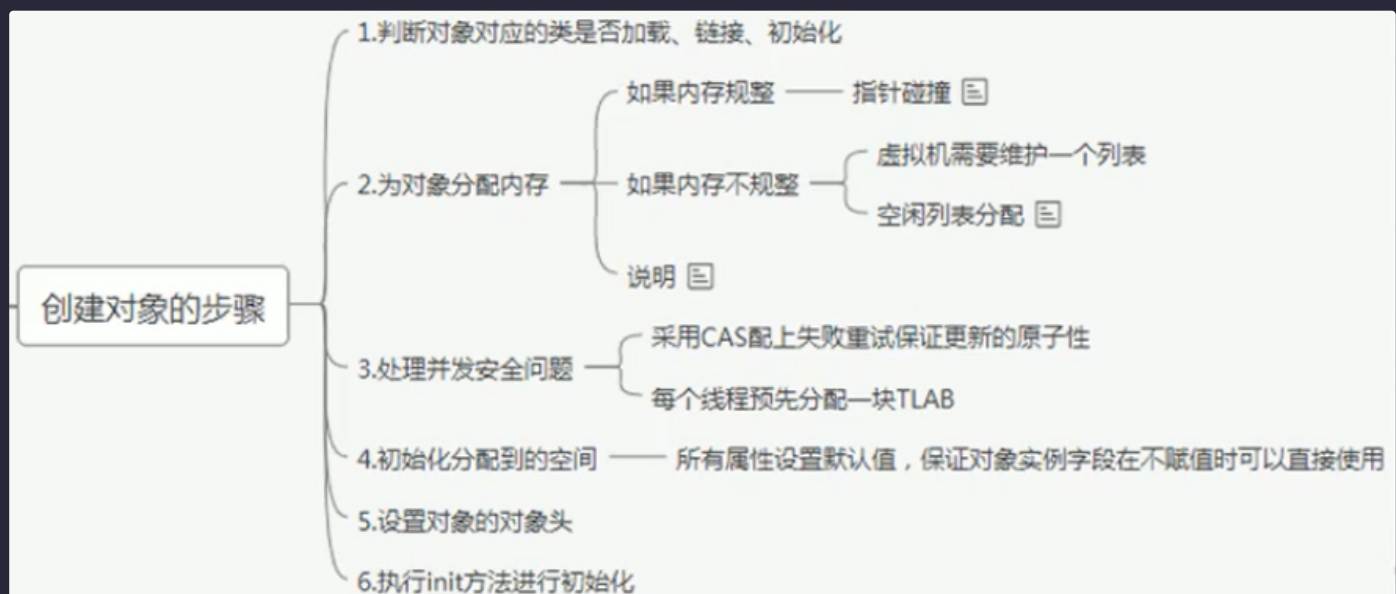 1.判断对象对应的类是否加载、链接、初始化
如果内存规整
指针碰撞
虚拟机需要维护一个列表
2.为对象分配内存
如果内存不规整
空闲列表分配
说明
创建对象的步骤
采用CAS配上失败重试保证更新的原子性
3.处理并发安全问题
每个线程预先分配一块TLAB
4.初始化分配到的空间
所有属性设置默认值，保证对象实例字段在不赋值时可以直接使用
5.设置对象的对象头
6.执行init方法进行初始化